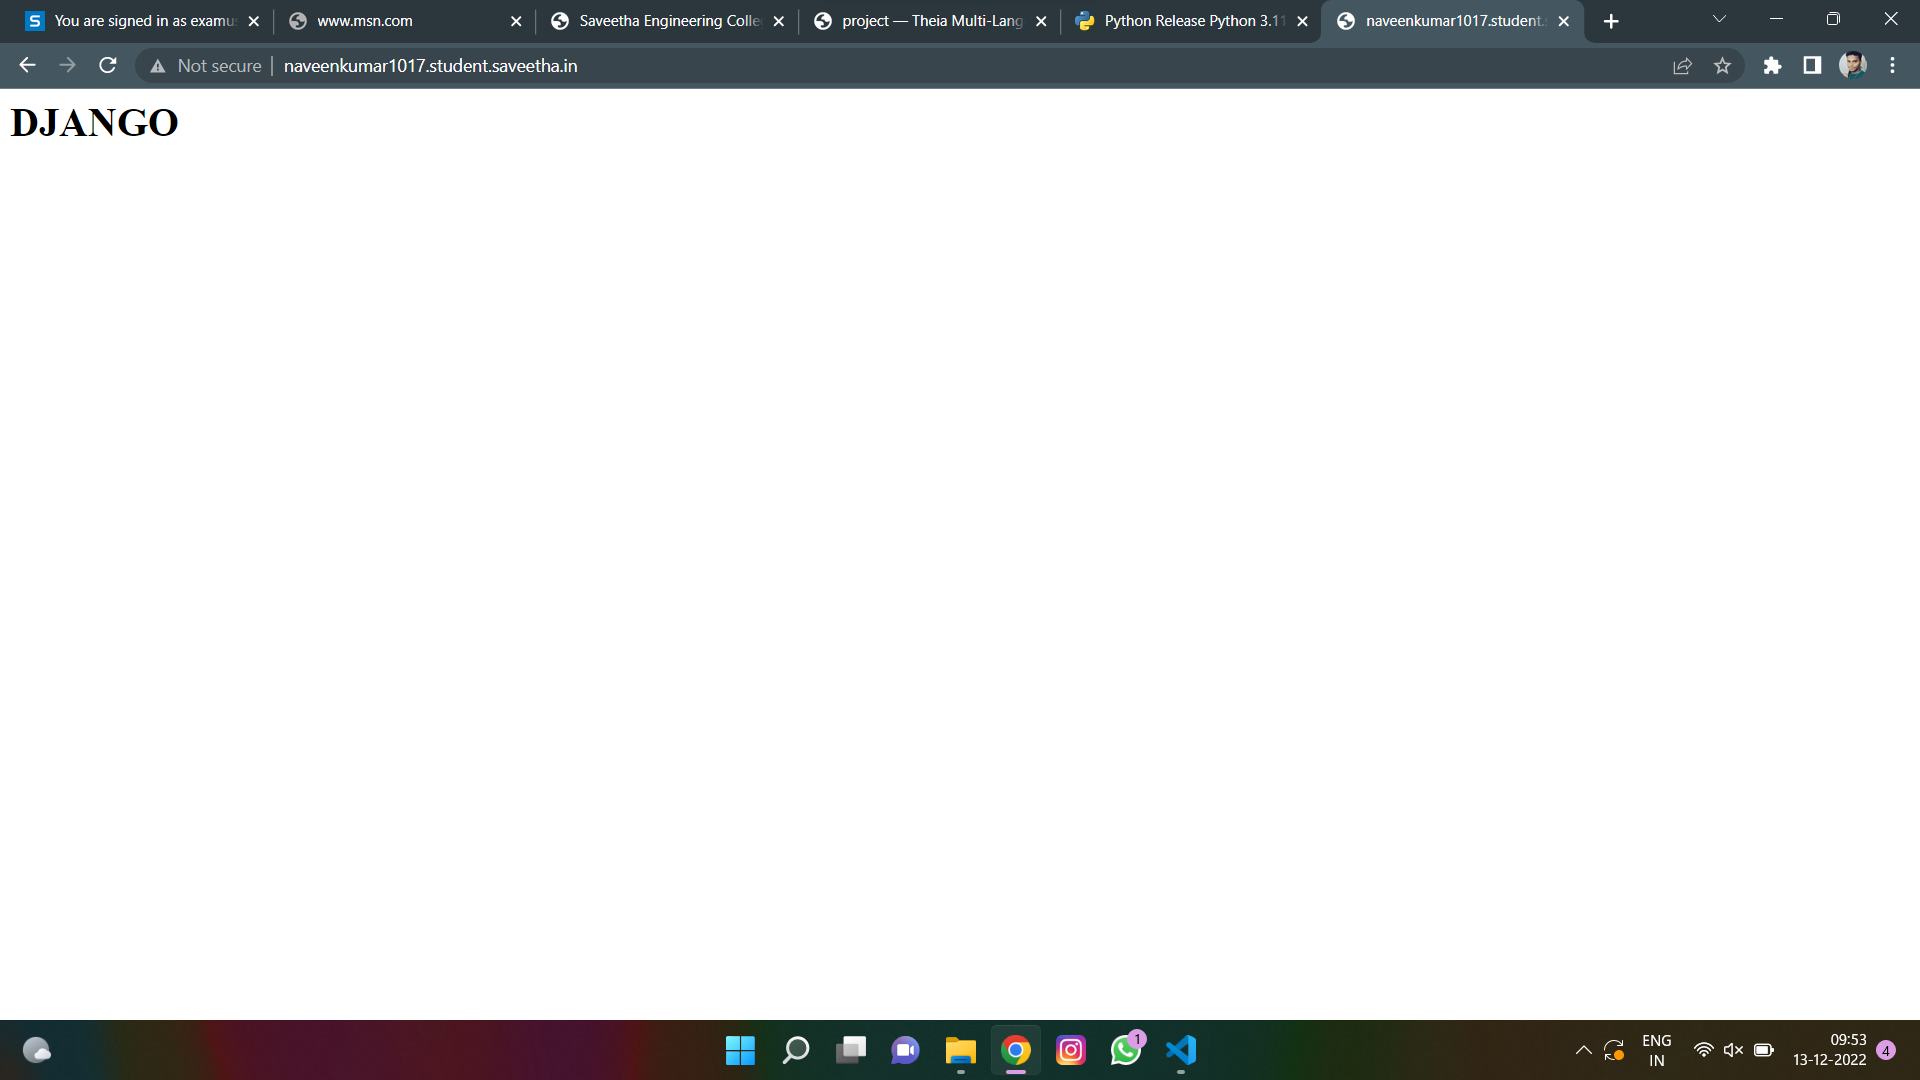 You are signed in as examu
www.msn.com
Saveetha Engineering Colle
project — Theia Multi-Lang
Python Release Python 3.11
naveenkumar1017.student.
Not secure
naveenkumar1017.student.saveetha.in
DJANGO
1
ENG
IN
09:53
13-12-2022
4